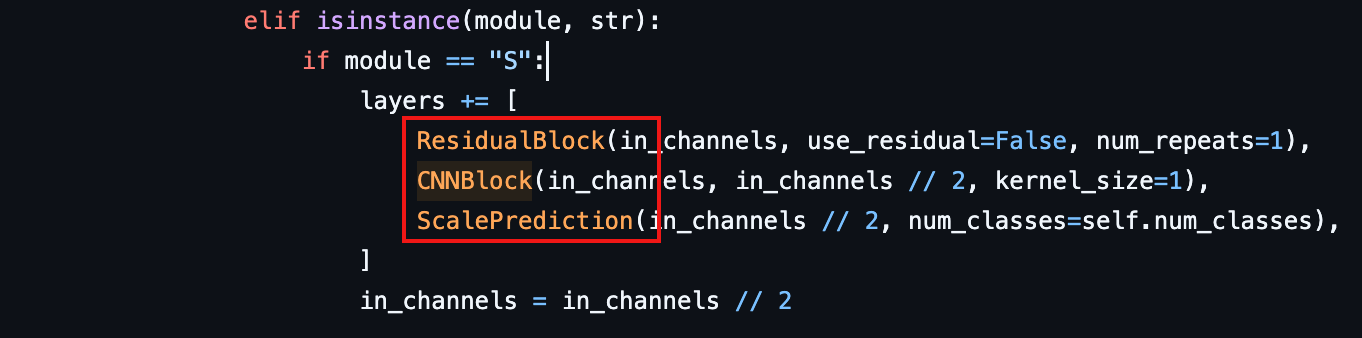 elif isinstance(module, str):
if module == "S":
layers += [
ResidualBlock(in_channels, use_residual=False, num_repeats=1),
CNNBlock(in_channels, in_channels // 2, kernel_size=1),
ScalePrediction(in_channels // 2, num_classes=self.num_classes),
]
in_channels = in_channels // 2